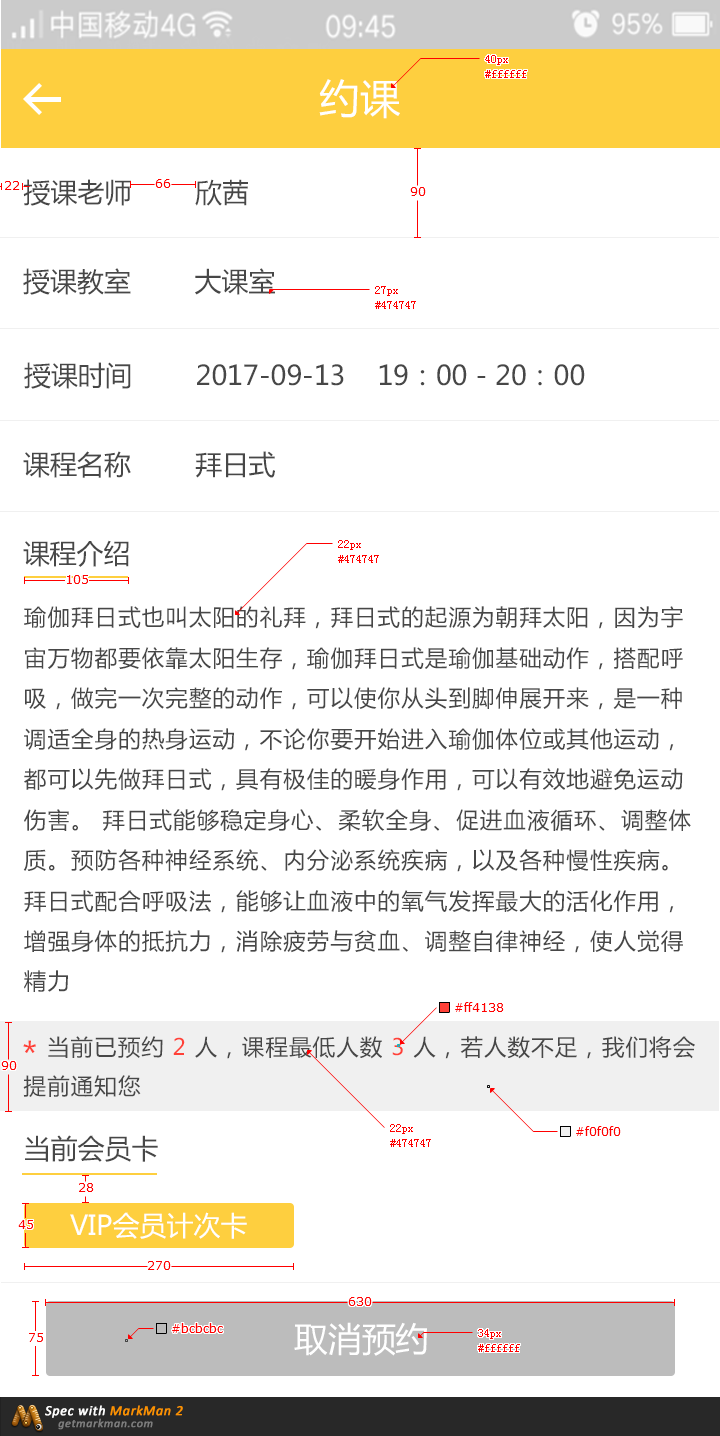 中国移动4G 09:45 95%
40px
#ffffff
约课
22 授课老师 66 欣茜
90
授课教室 大课室
27px
#474747
授课时间 2017-09-13 19：00 - 20：00
课程名称 拜日式
22px
#474747
课程介绍
105
瑜伽拜日式也叫太阳的礼拜，拜日式的起源为朝拜太阳，因为宇
宙万物都要依靠太阳生存，瑜伽拜日式是瑜伽基础动作，搭配呼
吸，做完一次完整的动作，可以使你从头到脚伸展开来，是一种
调适全身的热身运动，不论你要开始进入瑜伽体位或其他运动，
都可以先做拜日式，具有极佳的暖身作用，可以有效地避免运动
伤害。 拜日式能够稳定身心、柔软全身、促进血液循环、调整体
质。预防各种神经系统、内分泌系统疾病，以及各种慢性疾病。
拜日式配合呼吸法，能够让血液中的氧气发挥最大的活化作用，
增强身体的抵抗力，消除疲劳与贫血、调整自律神经，使人觉得
精力
#ff4138
* 当前已预约 2 人，课程最低人数 3 人，若人数不足，我们将会
90
提前通知您
22px
#474747
#f0f0f0
当前会员卡
28
45 VIP会员计次卡
270
630
#bcbcbc
75 取消预约
34px
#ffffff
Spec with MarkMan 2
getmarkman.com